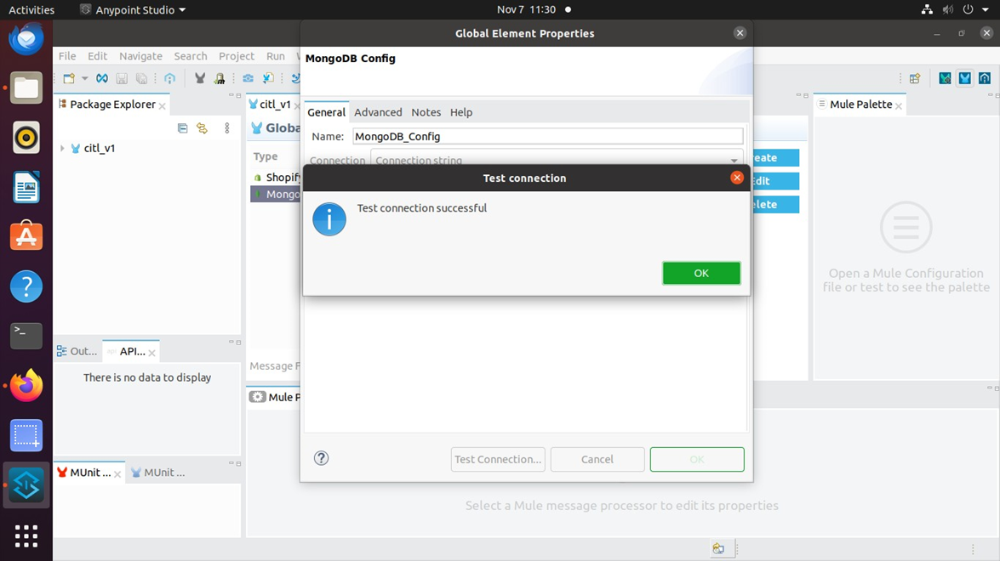 Activities
Anypoint Studio
Nov 7 11:30
Global Element Properties
File Edit Navigate Search Project Run
MongoDB Config
Package Explorer
citl_v1
citl_v1
Globa
Type
Shopify
Mongo
Message F
General Advanced Notes Help
Name: MongoDB_Config
Connection Connection string
Test connection
Test connection successful
OK
reate
dit
elete
Mule Palette
Open a Mule Configuration
file or test to see the palette
Out... API...
There is no data to display
Mule P
Test Connection... Cancel OK
MUnit ... MUnit ...
Select a Mule message processor to edit its properties